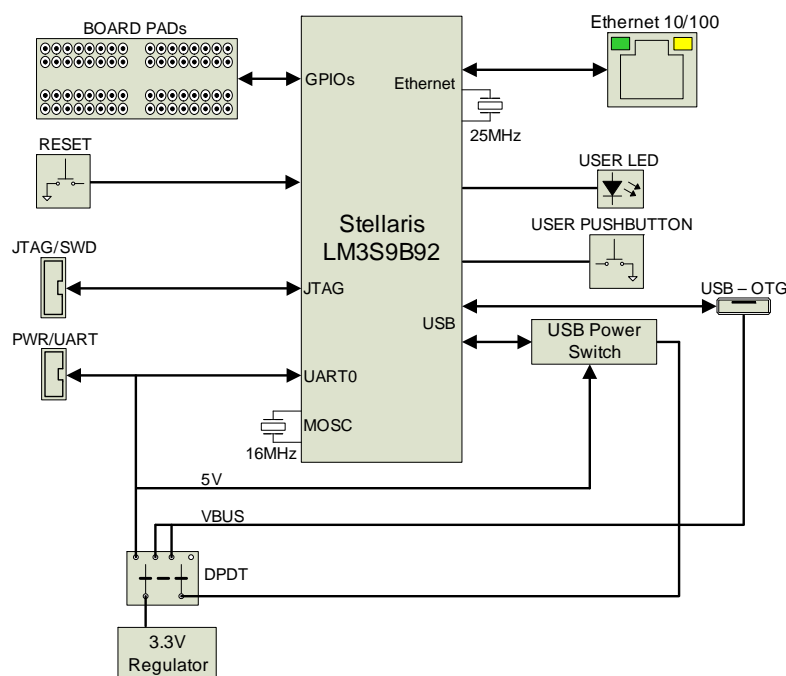 BOARD PADs
Ethernet 10/100
GPIOs
Ethernet
25MHz
RESET
USER LED
Stellaris
LM3S9B92
USER PUSHBUTTON
JTAG/SWD
JTAG
USB – OTG
USB
USB Power
Switch
PWR/UART
UART0
MOSC
16MHz
5V
VBUS
DPDT
3.3V
Regulator